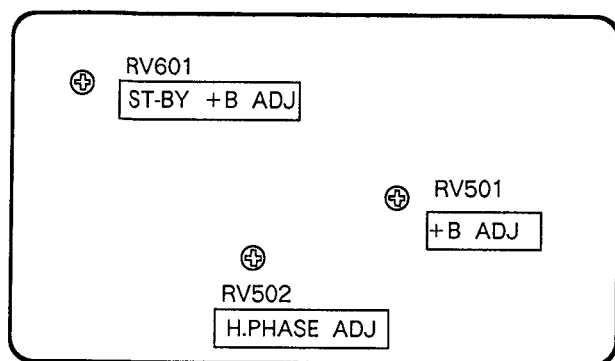 RV601
ST-BY +B ADJ
RV501
+B ADJ
RV502
H.PHASE ADJ